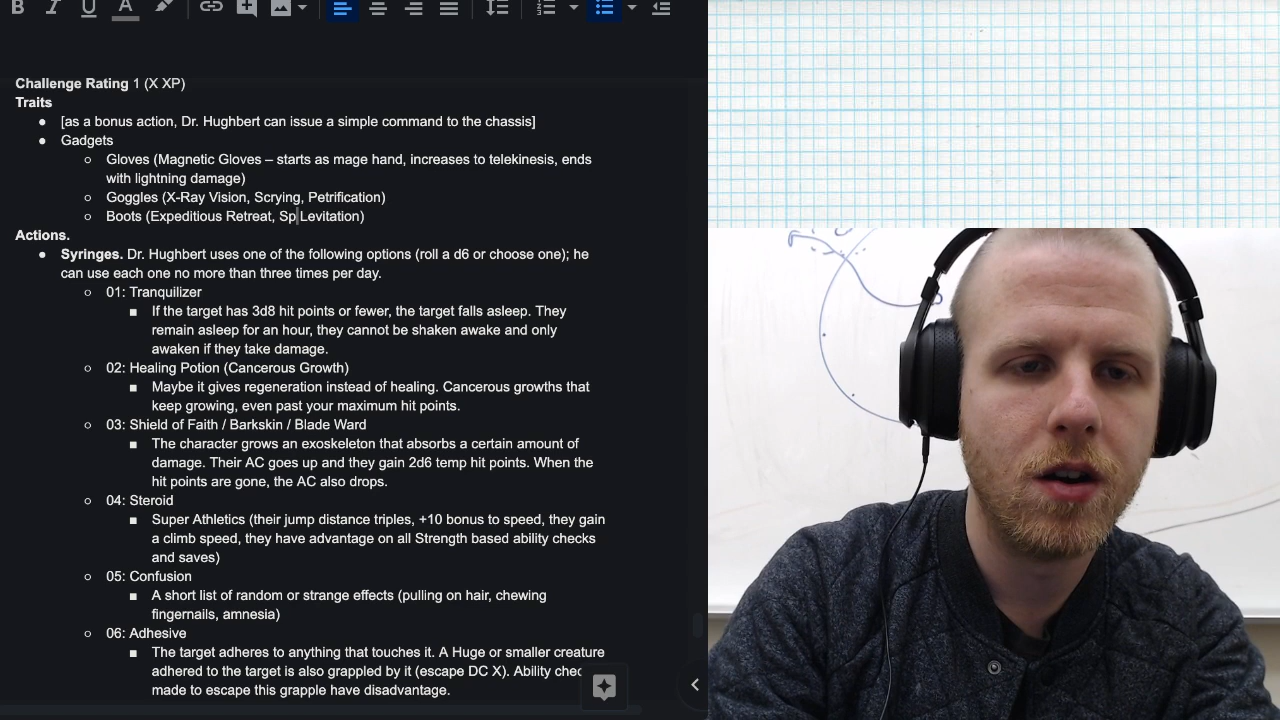 Challenge Rating 1 (X XP)
Traits
● [as a bonus action, Dr. Hughbert can issue a simple command to the chassis]
● Gadgets
○ Gloves (Magnetic Gloves – starts as mage hand, increases to telekinesis, ends
with lightning damage)
○ Goggles (X-Ray Vision, Scrying, Petrification)
○ Boots (Expeditious Retreat, Sp Levitation)
Actions.
● Syringes. Dr. Hughbert uses one of the following options (roll a d6 or choose one); he
can use each one no more than three times per day.
○ 01: Tranquilizer
■ If the target has 3d8 hit points or fewer, the target falls asleep. They
remain asleep for an hour, they cannot be shaken awake and only
awaken if they take damage.
○ 02: Healing Potion (Cancerous Growth)
■ Maybe it gives regeneration instead of healing. Cancerous growths that
keep growing, even past your maximum hit points.
○ 03: Shield of Faith / Barkskin / Blade Ward
■ The character grows an exoskeleton that absorbs a certain amount of
damage. Their AC goes up and they gain 2d6 temp hit points. When the
hit points are gone, the AC also drops.
○ 04: Steroid
■ Super Athletics (their jump distance triples, +10 bonus to speed, they gain
a climb speed, they have advantage on all Strength based ability checks
and saves)
○ 05: Confusion
■ A short list of random or strange effects (pulling on hair, chewing
fingernails, amnesia)
○ 06: Adhesive
■ The target adheres to anything that touches it. A Huge or smaller creature
adhered to the target is also grappled by it (escape DC X). Ability chec
made to escape this grapple have disadvantage.